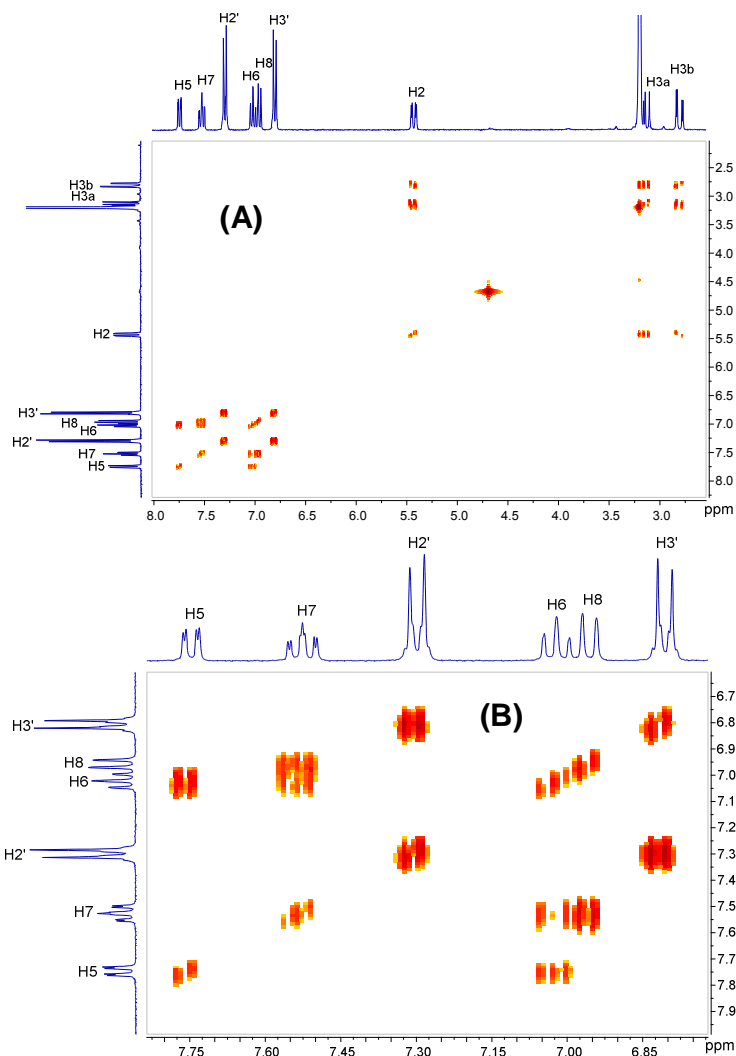 H5
H7
H2'
H6
H8
H3'
H2
H3a
H3b
(A)
H3b
H3a
H2
H3'
H8
H6
H2'
H7
H5
2.5
3.0
3.5
4.0
4.5
5.0
5.5
6.0
6.5
7.0
7.5
8.0
ppm
8.0 7.5 7.0 6.5 6.0 5.5 5.0 4.5 4.0 3.5 3.0
H5
H7
H2'
H6
H8
H3'
(B)
H3'
H8
H6
H2'
H7
H5
6.7
6.8
6.9
7.0
7.1
7.2
7.3
7.4
7.5
7.6
7.7
7.8
7.9
ppm
7.75 7.60 7.45 7.30 7.15 7.00 6.85